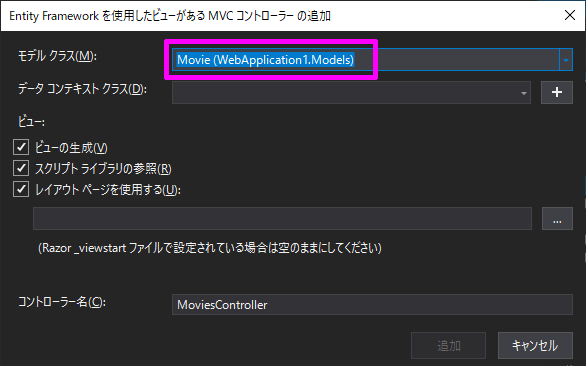 Entity Framework を使用したビューがある MVC コントローラー の追加
モデル クラス(M):
Movie (WebApplication1.Models)
データ コンテキスト クラス(D):
ビュー:
ビューの生成(V)
スクリプト ライブラリの参照(R)
レイアウト ページを使用する(U):
...
(Razor _viewstart ファイルで設定されている場合は空のままにしてください)
コントローラー名(C):
MoviesController
追加
キャンセル